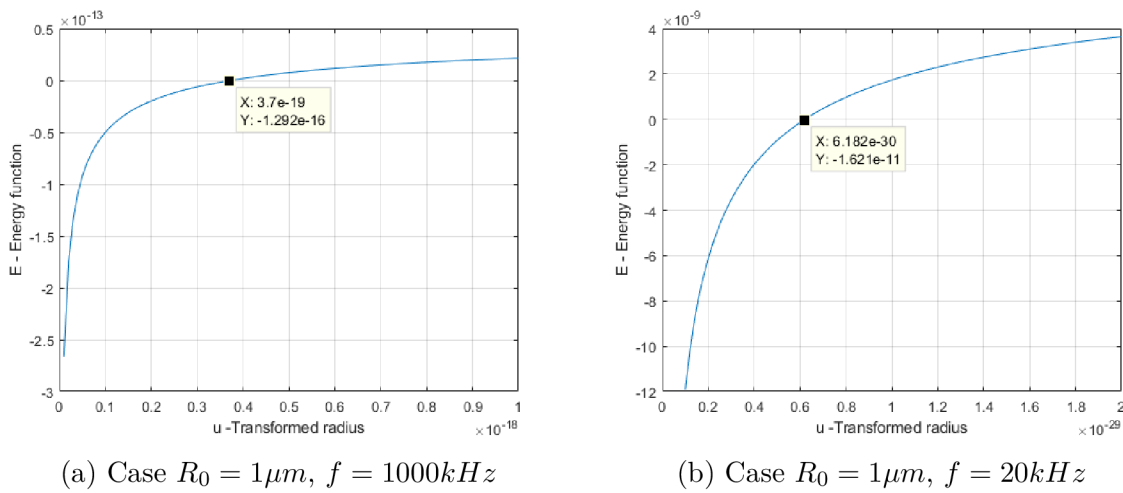 ×10⁻¹³
0.5
0
-0.5
-1
-1.5
-2
-2.5
-3
E - Energy function
X: 3.7e-19
Y: -1.292e-16
0 0.1 0.2 0.3 0.4 0.5 0.6 0.7 0.8 0.9 1
u -Transformed radius
×10⁻¹⁸
(a) Case R₀ = 1μm, f = 1000kHz
×10⁻⁹
4
2
0
-2
-4
-6
-8
-10
-12
E - Energy function
X: 6.182e-30
Y: -1.621e-11
0 0.2 0.4 0.6 0.8 1 1.2 1.4 1.6 1.8 2
u -Transformed radius
×10⁻²⁹
(b) Case R₀ = 1μm, f = 20kHz